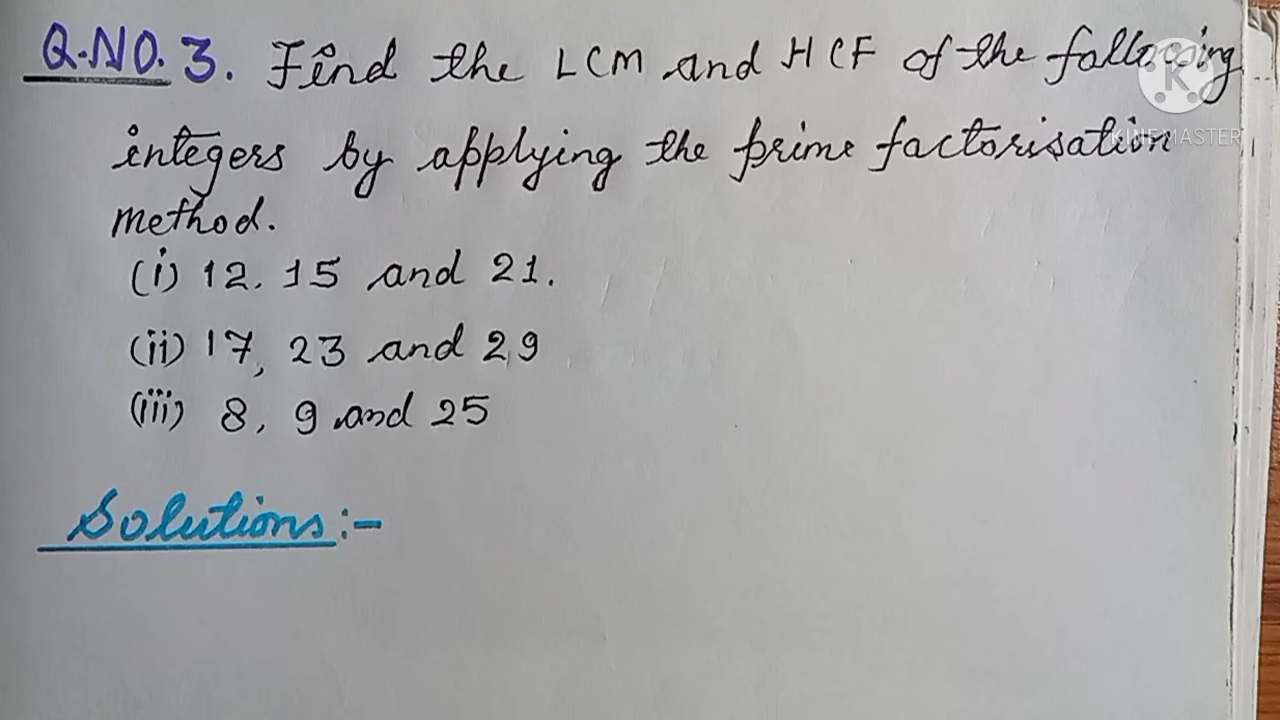 Q.NO. 3. Find the LCM and HCF of the following
K
KINEMASTER
integers by applying the prime factorisation
method.
(i) 12, 15 and 21.
(ii) 17, 23 and 29
(iii) 8, 9 and 25
Solutions:-